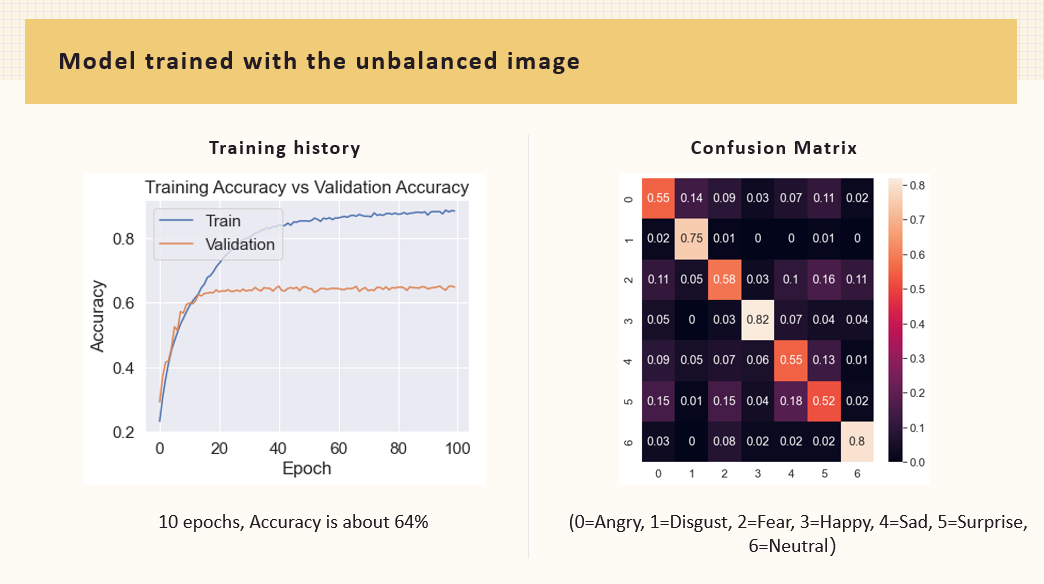 Model trained with the unbalanced image
Training history
Training Accuracy vs Validation Accuracy
Train
Validation
0.8
0.6
0.4
0.2
Accuracy
0 20 40 60 80 100
Epoch
10 epochs, Accuracy is about 64%
Confusion Matrix
0 0.55 0.14 0.09 0.03 0.07 0.11 0.02
1 0.02 0.75 0.01 0 0 0.01 0
2 0.11 0.05 0.58 0.03 0.1 0.16 0.11
3 0.05 0 0.03 0.82 0.07 0.04 0.04
4 0.09 0.05 0.07 0.06 0.55 0.13 0.01
5 0.15 0.01 0.15 0.04 0.18 0.52 0.02
6 0.03 0 0.08 0.02 0.02 0.02 0.8
0 1 2 3 4 5 6
0.8
0.7
0.6
0.5
0.4
0.3
0.2
0.1
0.0
(0=Angry, 1=Disgust, 2=Fear, 3=Happy, 4=Sad, 5=Surprise,
6=Neutral)